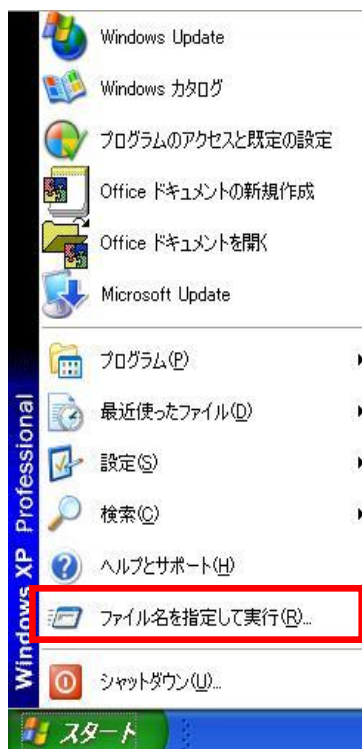 Windows Update
Windows カタログ
プログラムのアクセスと既定の設定
Office ドキュメントの新規作成
Office ドキュメントを開く
Microsoft Update
プログラム(P)
最近使ったファイル(D)
設定(S)
検索(C)
ヘルプとサポート(H)
ファイル名を指定して実行(R)...
シャットダウン(U)...
Windows XP Professional
スタート